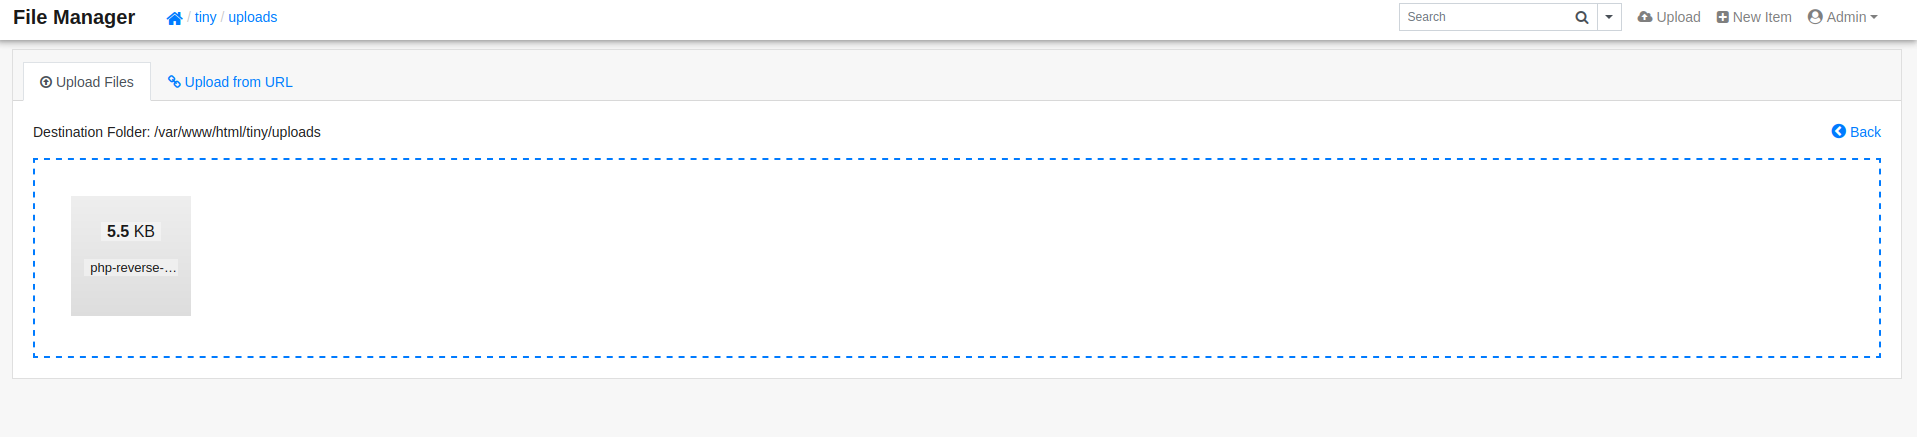 File Manager / tiny / uploads Search Upload New Item Admin
Upload Files Upload from URL
Destination Folder: /var/www/html/tiny/uploads Back
5.5 KB
php-reverse-...